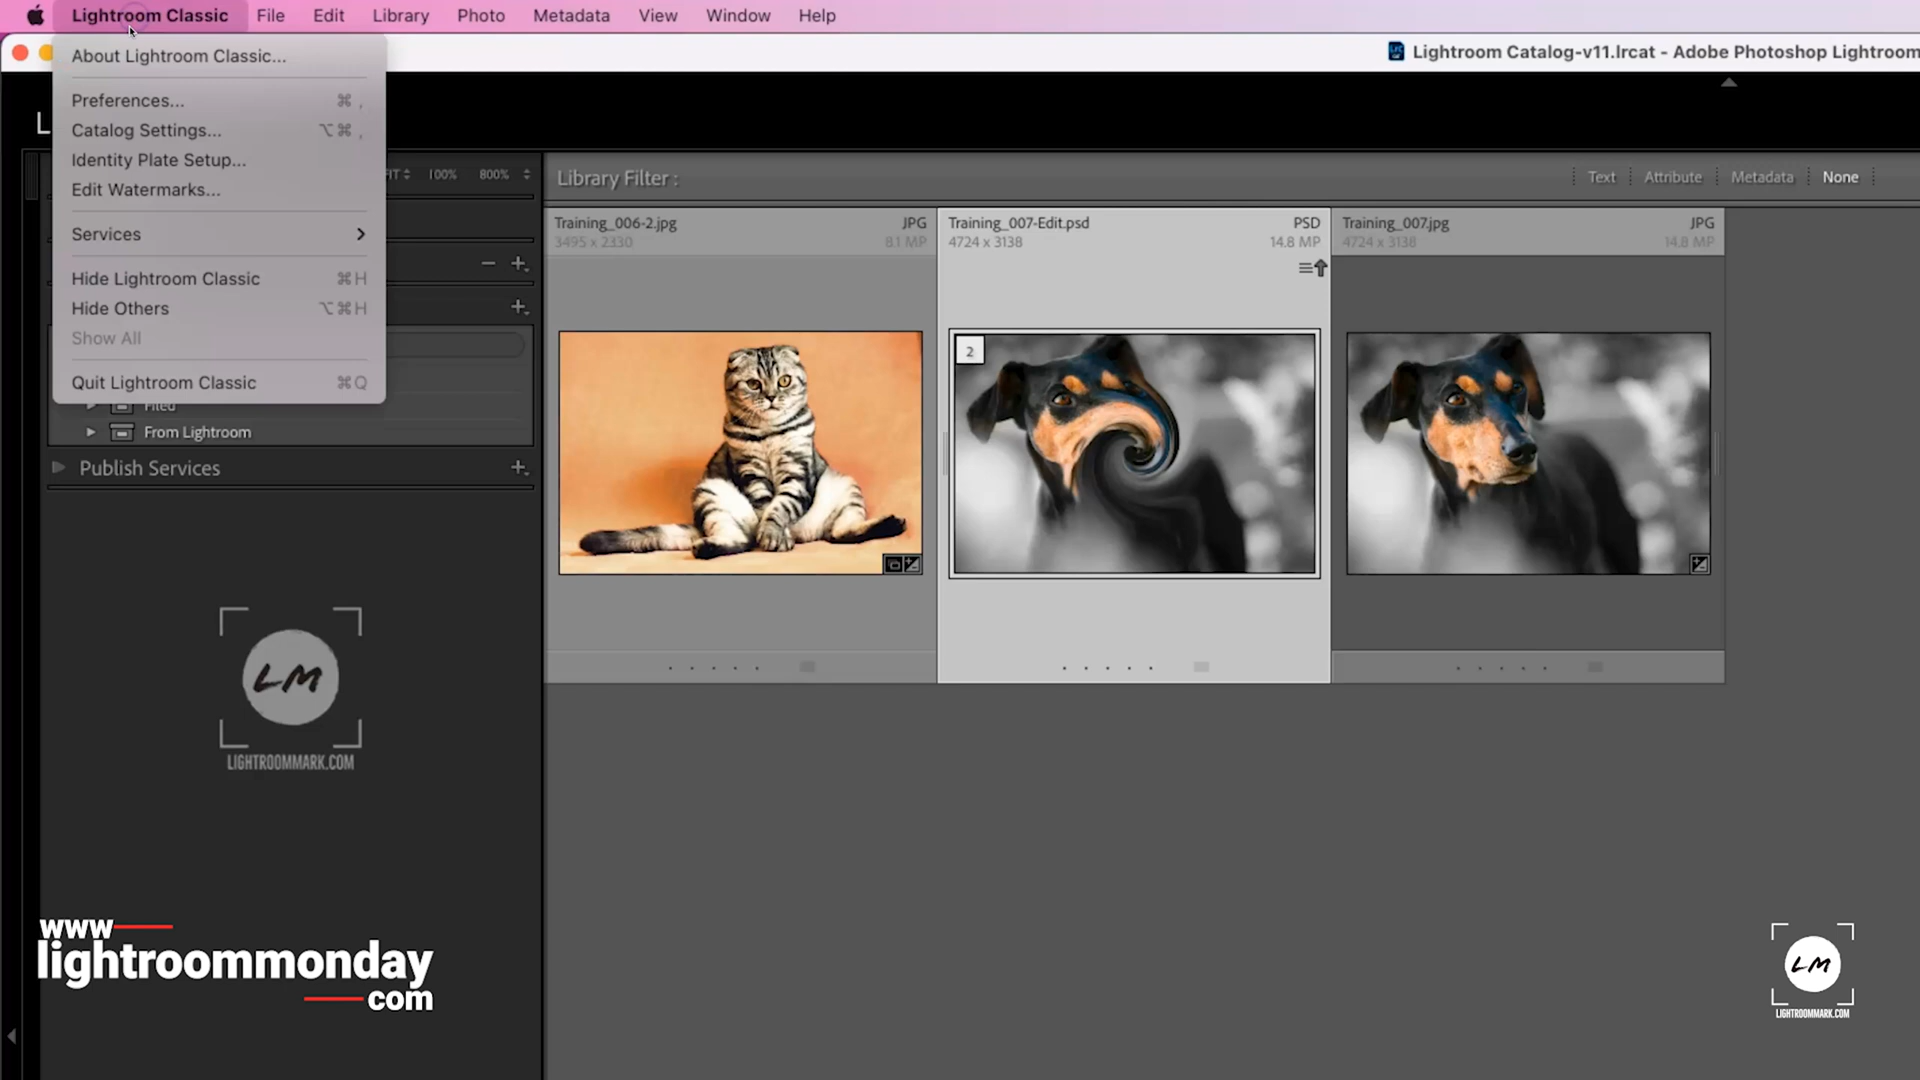 Lightroom Classic File Edit Library Photo Metadata View Window Help
Lightroom Catalog-v11.lrcat - Adobe Photoshop Lightroom
About Lightroom Classic...
Preferences... ⌘ ,
Catalog Settings... ⌥⌘ ,
Identity Plate Setup...
Edit Watermarks...
Services
Hide Lightroom Classic ⌘H
Hide Others ⌥⌘H
Show All
Quit Lightroom Classic ⌘Q
L
100% 800%
Filed
From Lightroom
Publish Services
Library Filter : Text Attribute Metadata None
Training_006-2.jpg JPG
3495 x 2330 8.1 MP
Training_007-Edit.psd PSD
4724 x 3138 14.8 MP
2
Training_007.jpg JPG
4724 x 3138 14.8 MP
LM
LIGHTROOMMARK.COM
www
lightroommonday
com
LM
LIGHTROOMMARK.COM